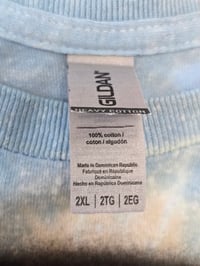 GILDAN
HEAVY COTTON
100% cotton /
coton / algodón
Made in Dominican Republic
Fabriqué en République
Dominicaine
Hecho en República Dominicana
2XL | 2TG | 2EG